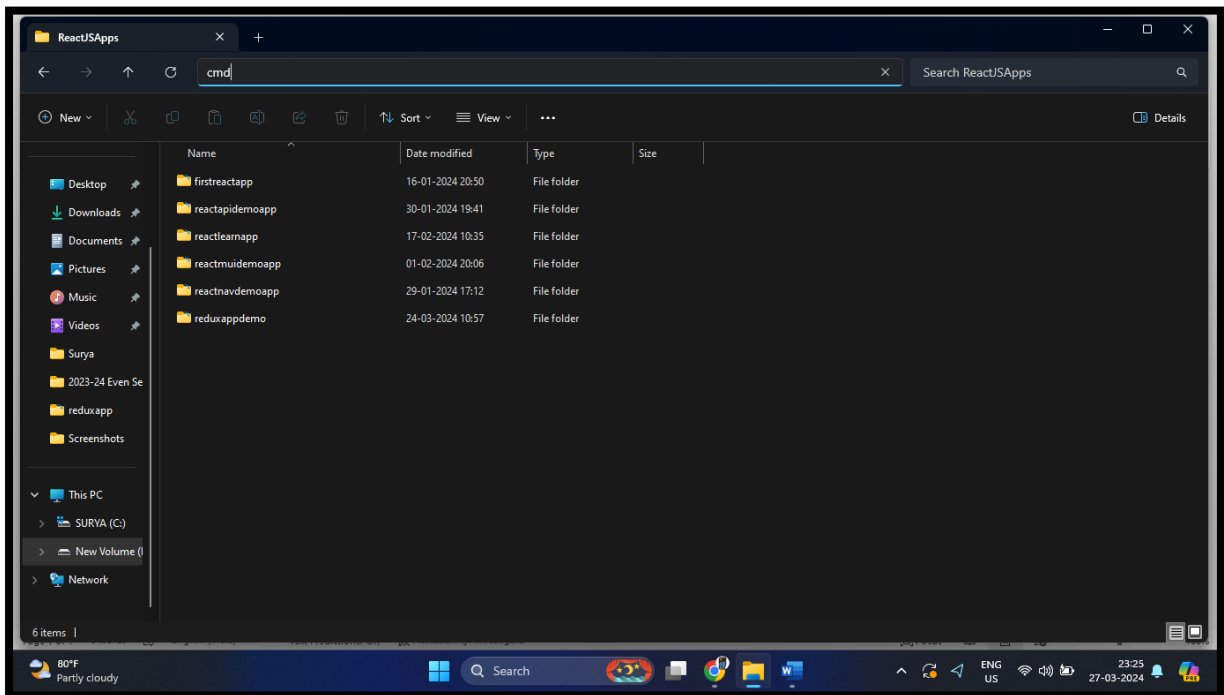 ReactJSApps
cmd
Search ReactJSApps
New
Sort
View
Details
Name Date modified Type Size
firstreactapp 16-01-2024 20:50 File folder
reactapidemoapp 30-01-2024 19:41 File folder
reactlearnapp 17-02-2024 10:35 File folder
reactmuidemoapp 01-02-2024 20:06 File folder
reactnavdemoapp 29-01-2024 17:12 File folder
reduxappdemo 24-03-2024 10:57 File folder
Desktop
Downloads
Documents
Pictures
Music
Videos
Surya
2023-24 Even Se
reduxapp
Screenshots
This PC
SURYA (C:)
New Volume (
Network
6 items
80°F
Partly cloudy
Search
ENG
US
23:25
27-03-2024
PRE